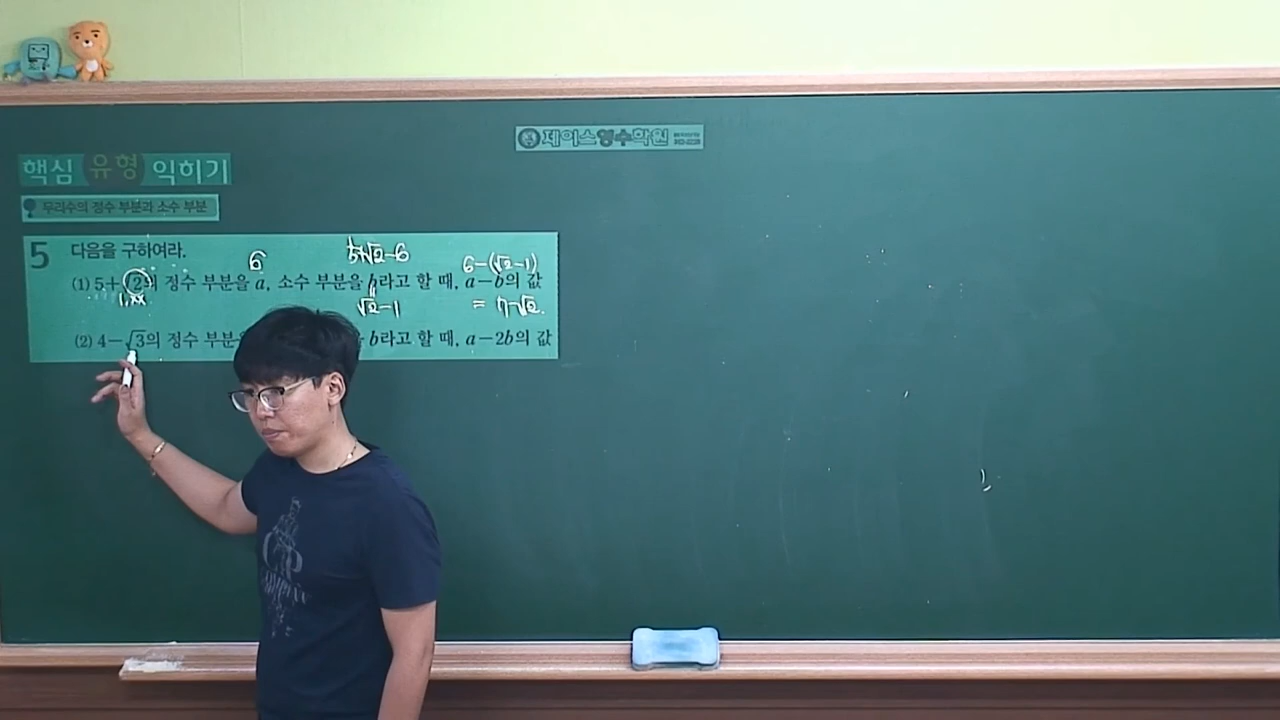 제이스영수학원
핵심 유형 익히기
무리수의 정수 부분과 소수 부분
5 다음을 구하여라.
6 5+√2-6 6-(√2-1)
(1) 5+√2의 정수 부분을 a, 소수 부분을 b라고 할 때, a-b의 값
1.xx √2-1 = 7-√2.
(2) 4-√3의 정수 부분 b라고 할 때, a-2b의 값